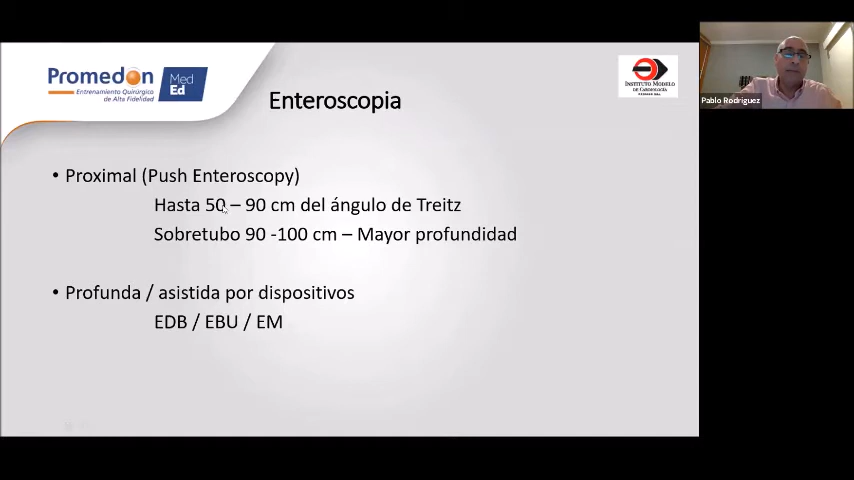 Promedon
Med
Ed
Entrenamiento Quirúrgico
de Alta Fidelidad
Enteroscopia
INSTITUTO MODELO
DE CARDIOLOGÍA
Pablo Rodriguez
• Proximal (Push Enteroscopy)
Hasta 50 – 90 cm del ángulo de Treitz
Sobretubo 90 -100 cm – Mayor profundidad
• Profunda / asistida por dispositivos
EDB / EBU / EM